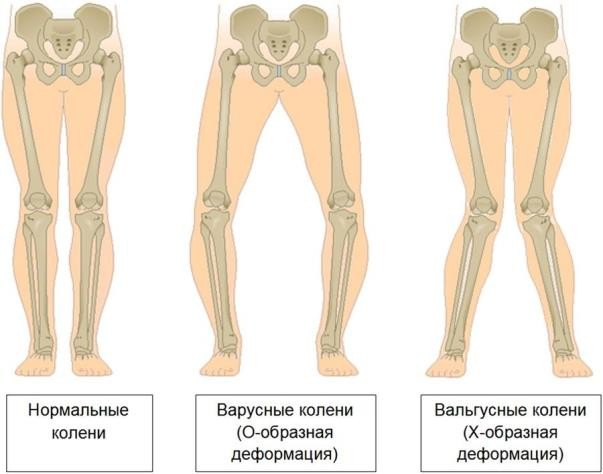 Нормальные
колени
Варусные колени
(О-образная
деформация)
Вальгусные колени
(Х-образная
деформация)